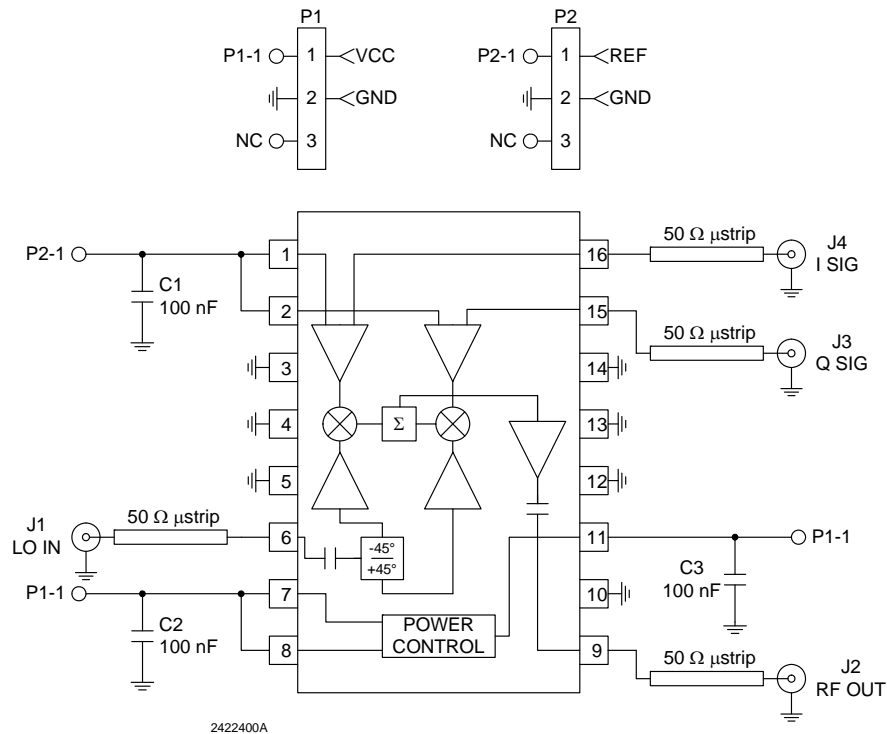 P1
P2
P1-1
1
VCC
P2-1
1
REF
2
GND
2
GND
NC
3
NC
3
P2-1
1
16
50 Ω μstrip
J4
I SIG
C1
100 nF
2
15
50 Ω μstrip
J3
Q SIG
3
14
4
Σ
13
5
12
J1
LO IN
50 Ω μstrip
6
-45°
+45°
11
P1-1
C3
100 nF
P1-1
7
10
C2
100 nF
POWER
CONTROL
8
9
50 Ω μstrip
J2
RF OUT
2422400A